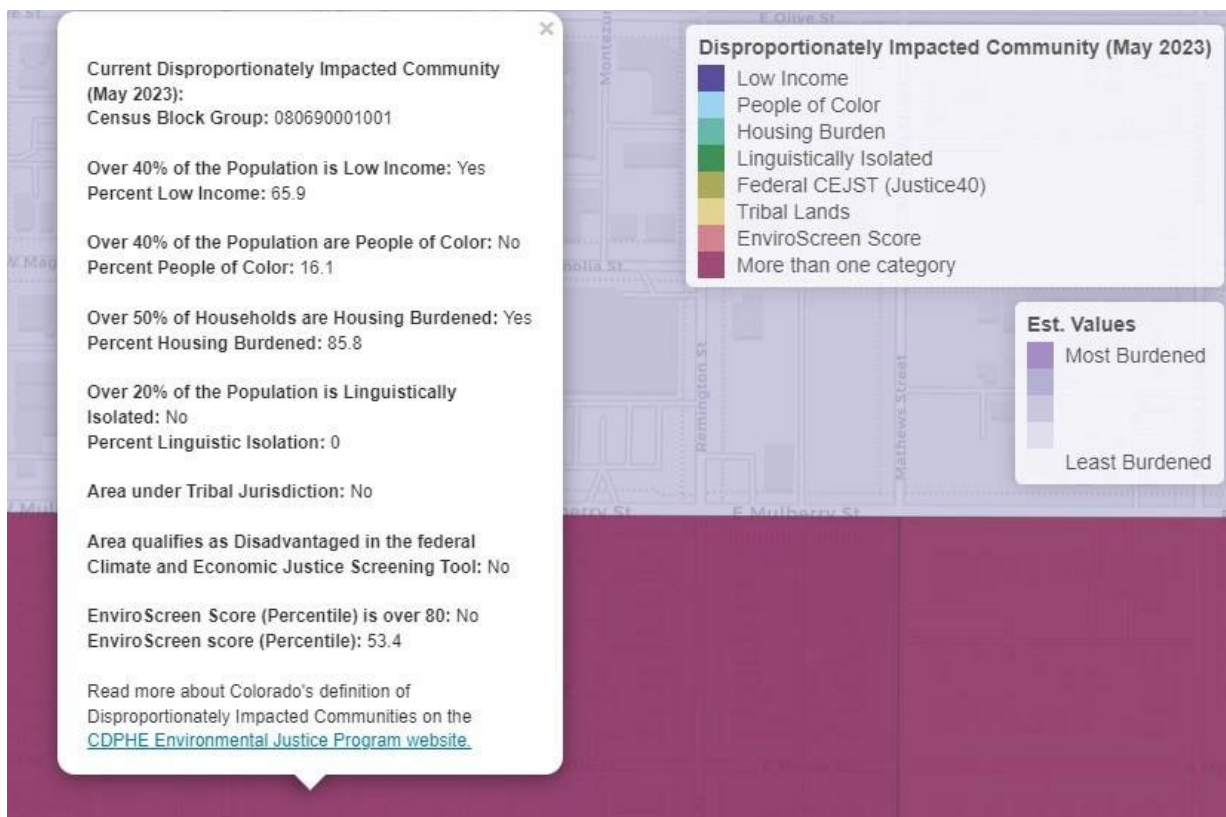 E Olive St
×
Current Disproportionately Impacted Community
(May 2023):
Census Block Group: 080690001001
Over 40% of the Population is Low Income: Yes
Percent Low Income: 65.9
Over 40% of the Population are People of Color: No
Percent People of Color: 16.1
Over 50% of Households are Housing Burdened: Yes
Percent Housing Burdened: 85.8
Over 20% of the Population is Linguistically
Isolated: No
Percent Linguistic Isolation: 0
Area under Tribal Jurisdiction: No
Area qualifies as Disadvantaged in the federal
Climate and Economic Justice Screening Tool: No
EnviroScreen Score (Percentile) is over 80: No
EnviroScreen score (Percentile): 53.4
Read more about Colorado's definition of
Disproportionately Impacted Communities on the
CDPHE Environmental Justice Program website.
Disproportionately Impacted Community (May 2023)
Low Income
People of Color
Housing Burden
Linguistically Isolated
Federal CEJST (Justice40)
Tribal Lands
EnviroScreen Score
More than one category
Est. Values
Most Burdened
Least Burdened
Remington St
Mathews Street
E Mulberry St